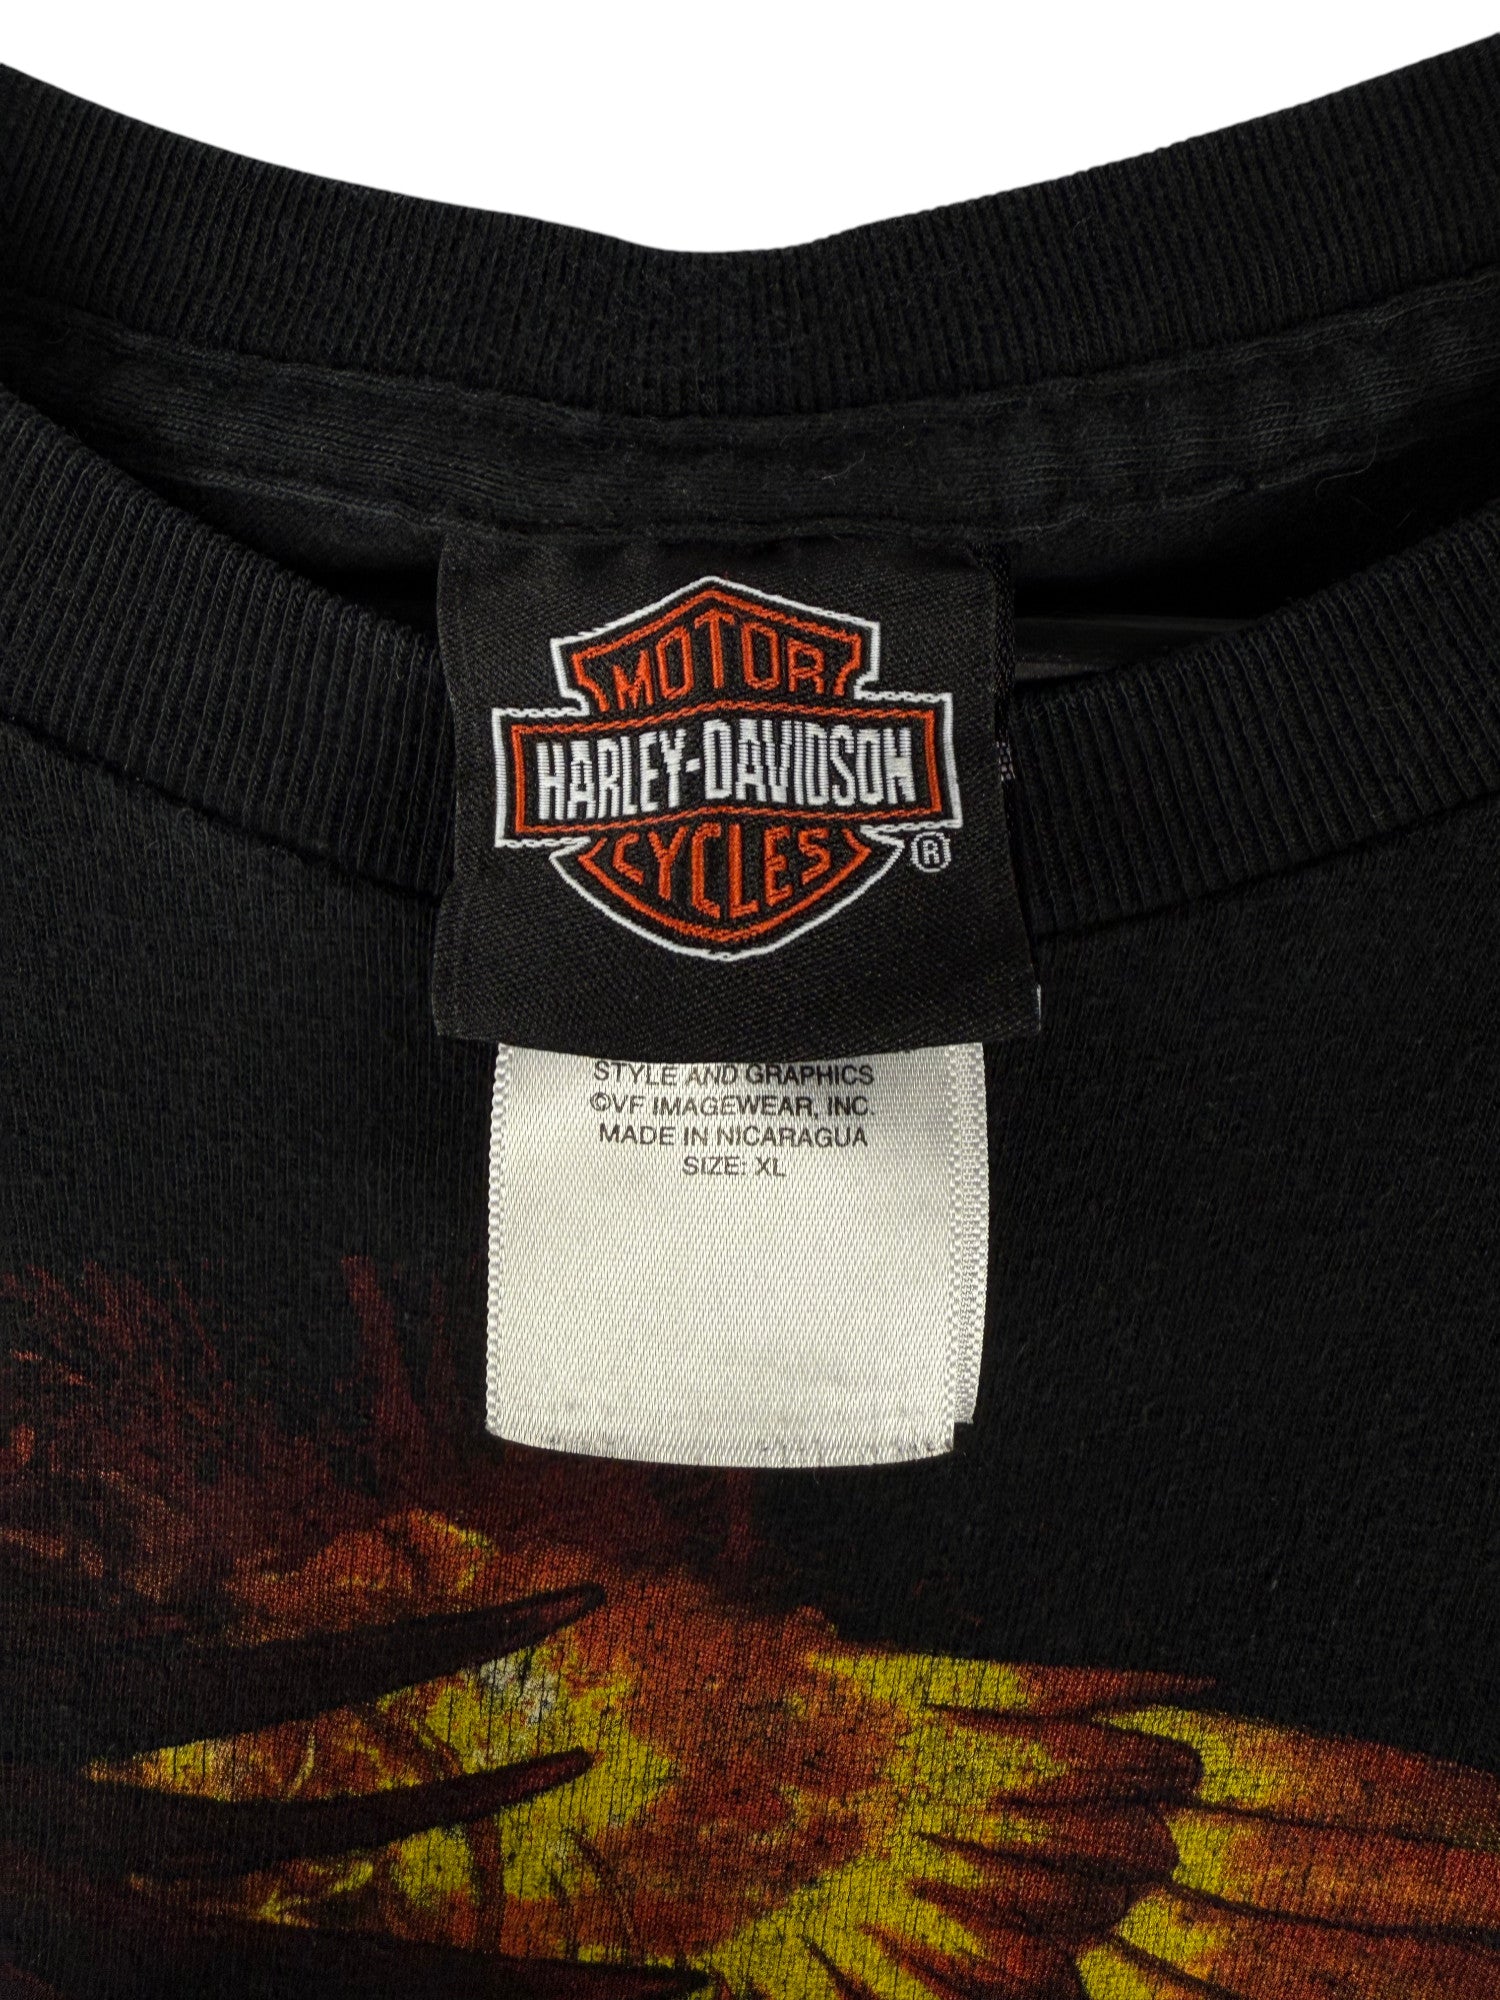 MOTOR
HARLEY-DAVIDSON
CYCLES
®
STYLE AND GRAPHICS
©VF IMAGEWEAR, INC.
MADE IN NICARAGUA
SIZE: XL